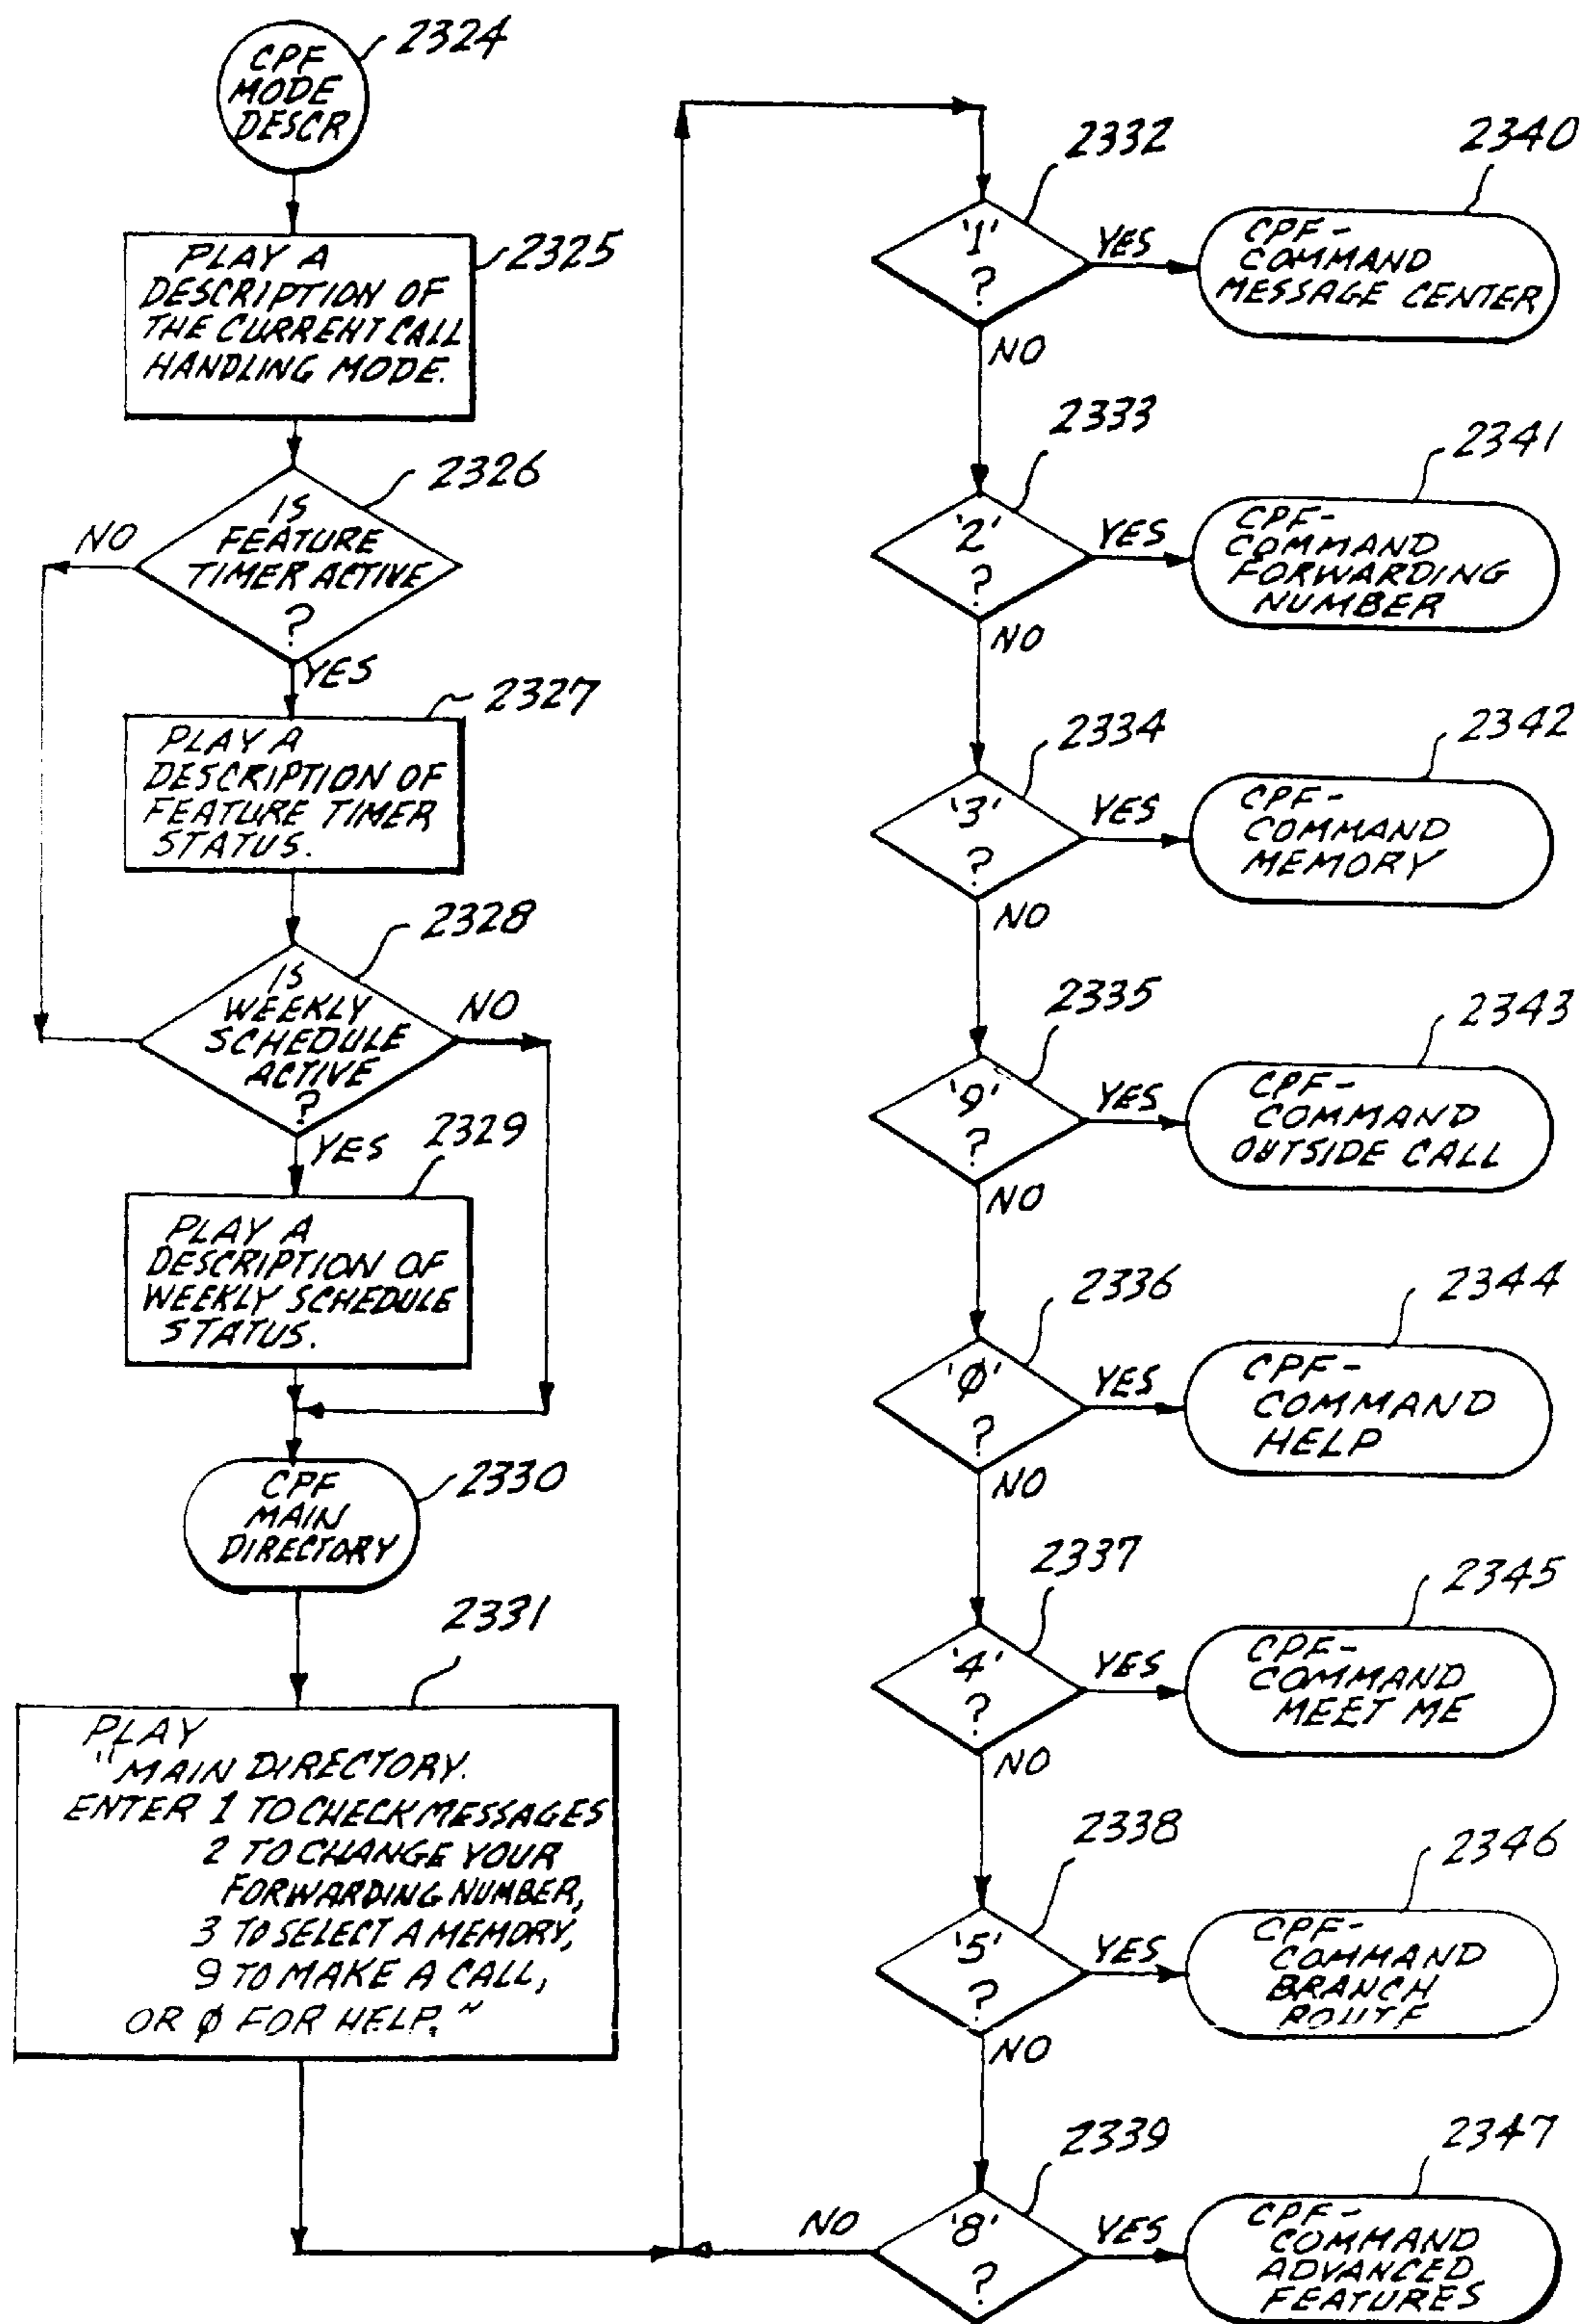 CPF
MODE
DESCR
2324
PLAY A
DESCRIPTION OF
THE CURRENT CALL
HANDLING MODE.
2325
IS
FEATURE
TIMER ACTIVE
?
2326
NO
YES
PLAY A
DESCRIPTION OF
FEATURE TIMER
STATUS.
2327
IS
WEEKLY
SCHEDULE
ACTIVE
?
2328
NO
YES
PLAY A
DESCRIPTION OF
WEEKLY SCHEDULE
STATUS.
2329
CPF
MAIN
DIRECTORY
2330
2331
PLAY
"MAIN DIRECTORY.
ENTER 1 TO CHECK MESSAGES
2 TO CHANGE YOUR
FORWARDING NUMBER,
3 TO SELECT A MEMORY,
9 TO MAKE A CALL,
OR Ø FOR HELP."
2332
'1'
?
YES
NO
2340
CPF-
COMMAND
MESSAGE CENTER
2333
'2'
?
YES
NO
2341
CPF-
COMMAND
FORWARDING
NUMBER
2334
'3'
?
YES
NO
2342
CPF-
COMMAND
MEMORY
2335
'9'
?
YES
NO
2343
CPF-
COMMAND
OUTSIDE CALL
2336
'Ø'
?
YES
NO
2344
CPF-
COMMAND
HELP
2337
'4'
?
YES
NO
2345
CPF-
COMMAND
MEET ME
2338
'5'
?
YES
NO
2346
CPF-
COMMAND
BRANCH
ROUTE
2339
'8'
?
YES
NO
2347
CPF-
COMMAND
ADVANCED
FEATURES